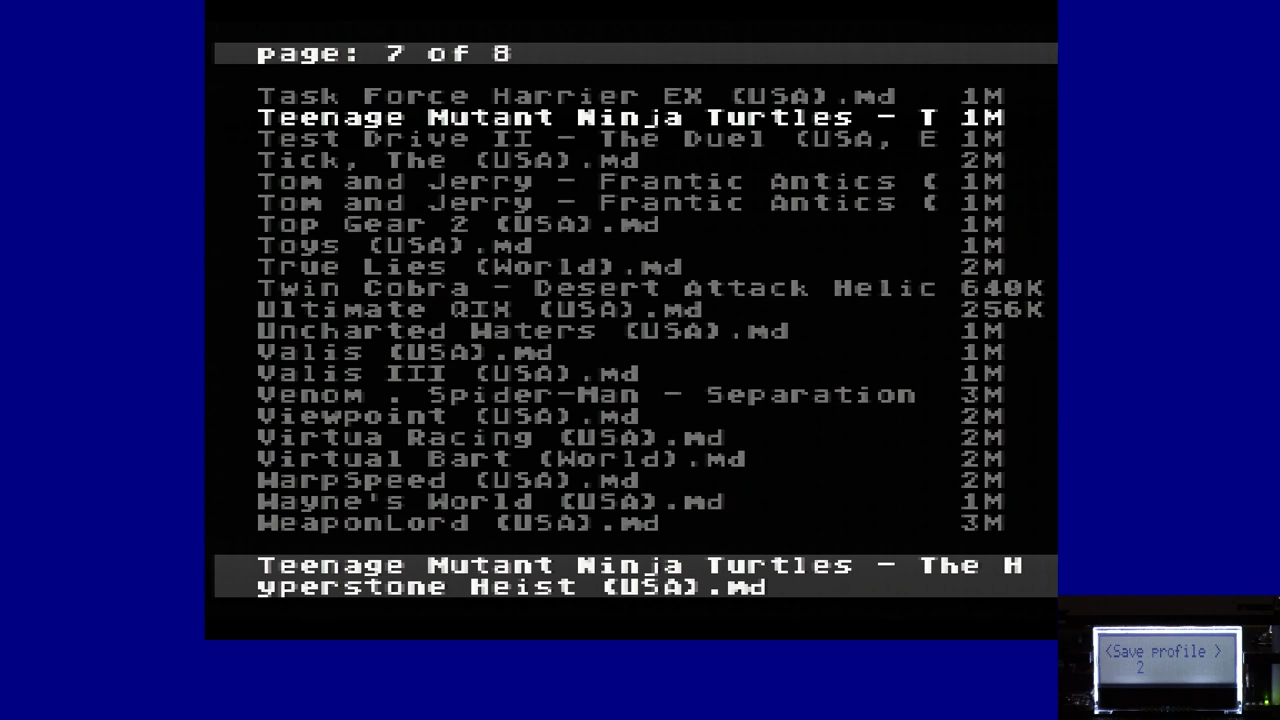 page: 7 of 8
Task Force Harrier EX (USA).md 1M
Teenage Mutant Ninja Turtles - T 1M
Test Drive II - The Duel (USA, E 1M
Tick, The (USA).md 2M
Tom and Jerry - Frantic Antics ( 1M
Tom and Jerry - Frantic Antics ( 1M
Top Gear 2 (USA).md 1M
Toys (USA).md 1M
True Lies (World).md 2M
Twin Cobra - Desert Attack Helic 640K
Ultimate QIX (USA).md 256K
Uncharted Waters (USA).md 1M
Valis (USA).md 1M
Valis III (USA).md 1M
Venom . Spider-Man - Separation 3M
Viewpoint (USA).md 2M
Virtua Racing (USA).md 2M
Virtual Bart (World).md 2M
WarpSpeed (USA).md 2M
Wayne's World (USA).md 1M
WeaponLord (USA).md 3M
Teenage Mutant Ninja Turtles - The H
yperstone Heist (USA).md
<Save profile >
2